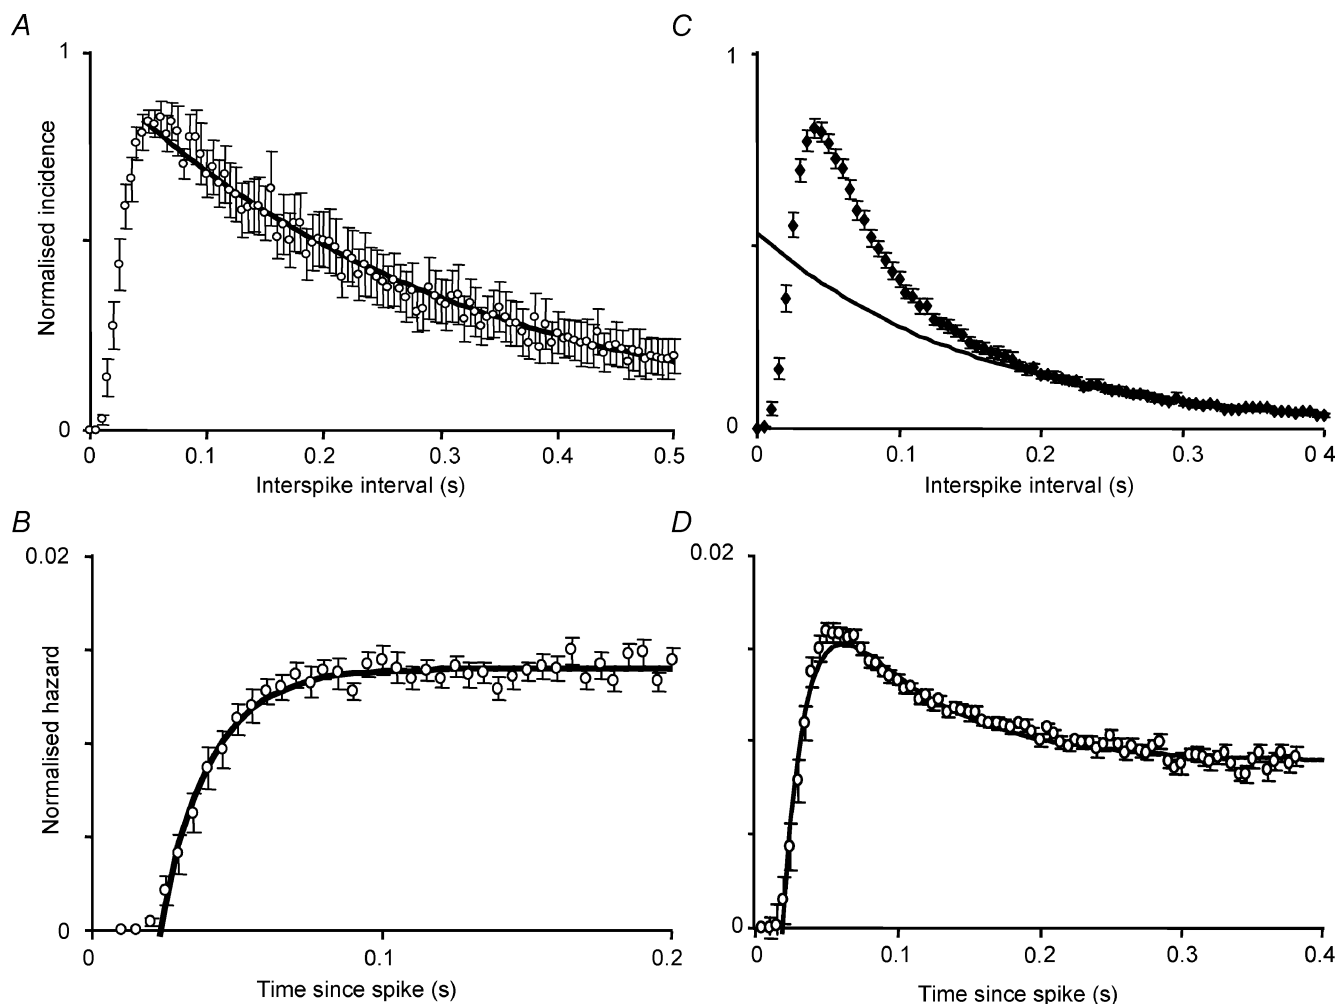 A
1
Normalised incidence
0
0 0.1 0.2 0.3 0.4 0.5
Interspike interval (s)
C
1
0
0 0.1 0.2 0.3 0 4
Interspike interval (s)
B
0.02
Normalised hazard
0
0 0.1 0.2
Time since spike (s)
D
0.02
0
0 0.1 0.2 0.3 0.4
Time since spike (s)